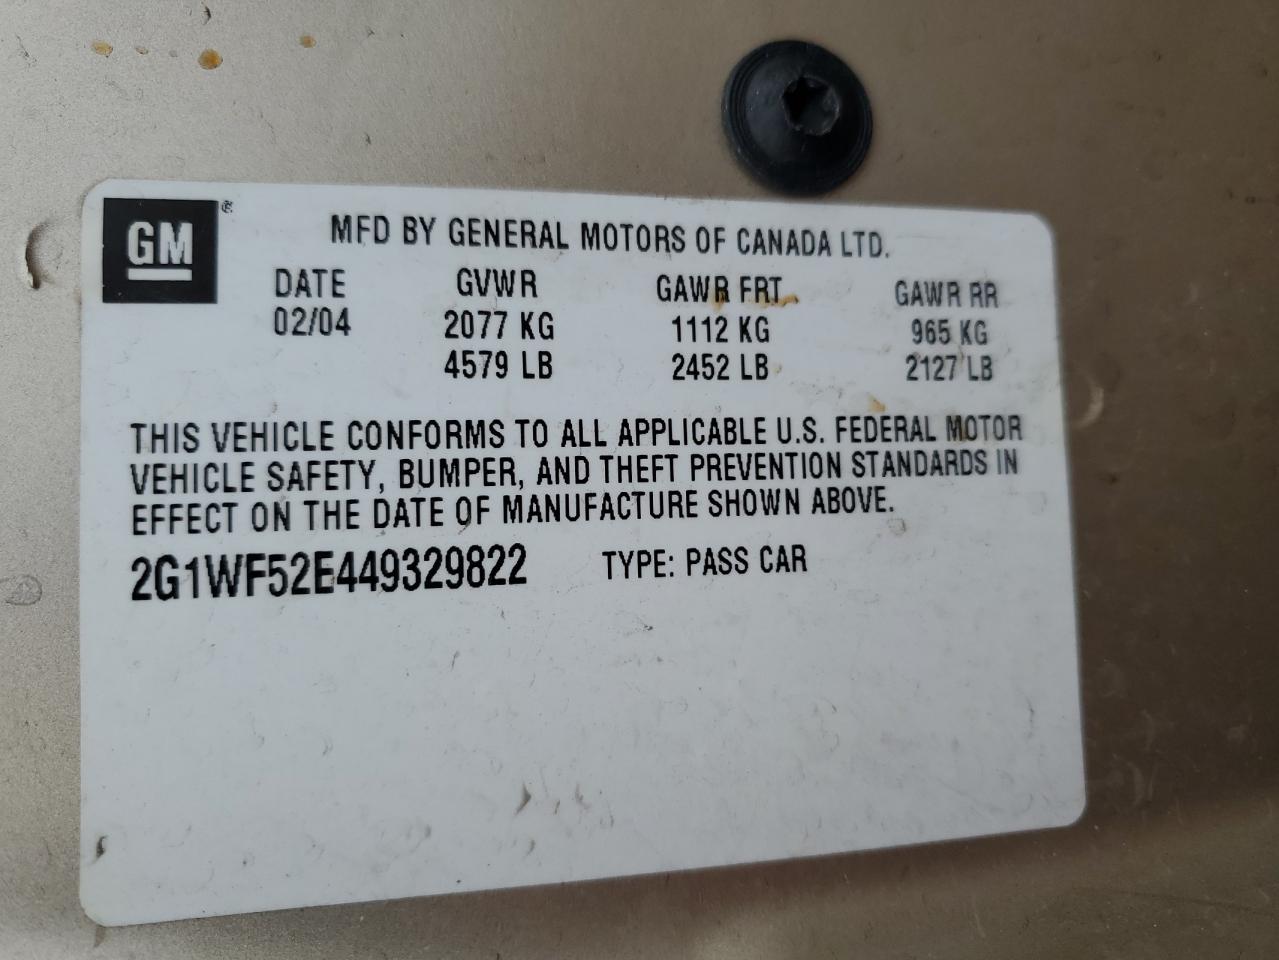 GM
MFD BY GENERAL MOTORS OF CANADA LTD.
DATE GVWR GAWR FRT GAWR RR
02/04 2077 KG 1112 KG 965 KG
4579 LB 2452 LB 2127 LB
THIS VEHICLE CONFORMS TO ALL APPLICABLE U.S. FEDERAL MOTOR
VEHICLE SAFETY, BUMPER, AND THEFT PREVENTION STANDARDS IN
EFFECT ON THE DATE OF MANUFACTURE SHOWN ABOVE.
2G1WF52E449329822 TYPE: PASS CAR